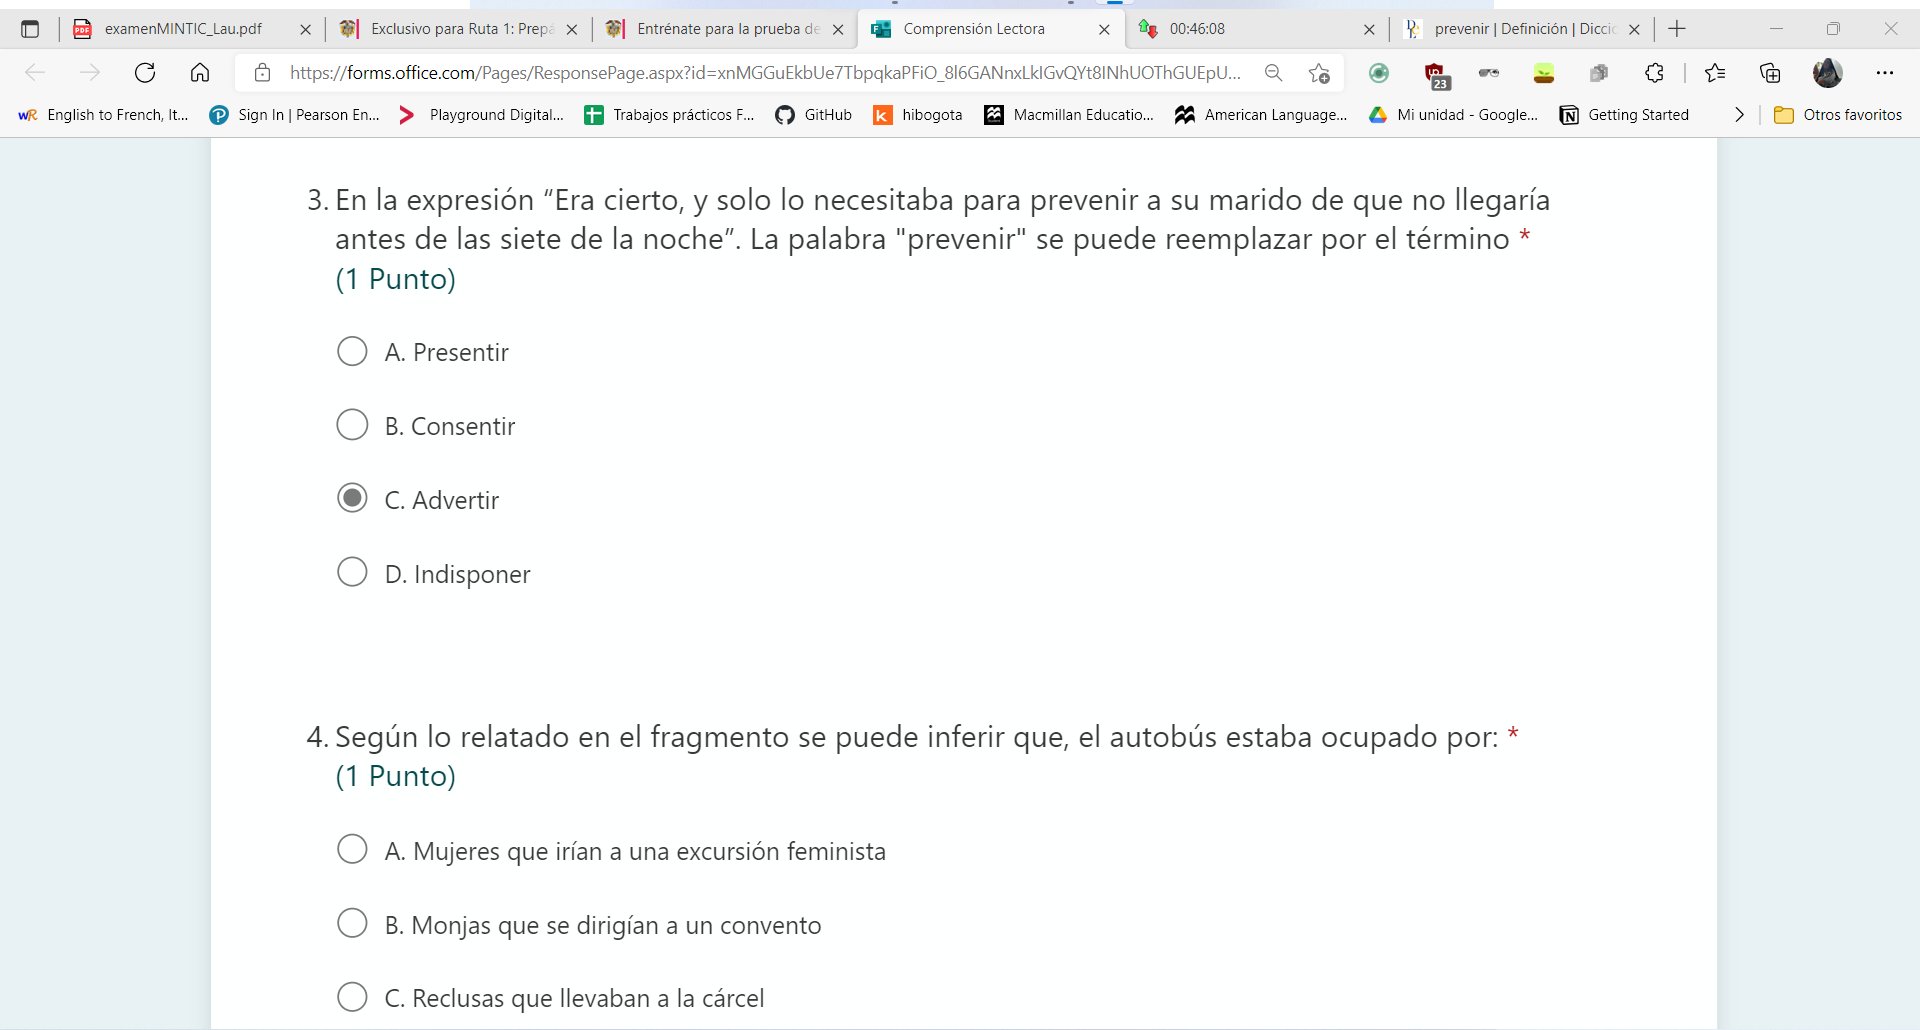 examenMINTIC_Lau.pdf
Exclusivo para Ruta 1: Prepá
Entrénate para la prueba de
Comprensión Lectora
00:46:08
prevenir | Definición | Diccic
https://forms.office.com/Pages/ResponsePage.aspx?id=xnMGGuEkbUe7TbpqkaPFiO_8l6GANnxLklGvQYt8INhUOThGUEpU...
23
English to French, It...
Sign In | Pearson En...
Playground Digital...
Trabajos prácticos F...
GitHub
hibogota
Macmillan Educatio...
American Language...
Mi unidad - Google...
Getting Started
Otros favoritos
3. En la expresión “Era cierto, y solo lo necesitaba para prevenir a su marido de que no llegaría
antes de las siete de la noche”. La palabra "prevenir" se puede reemplazar por el término *
(1 Punto)
A. Presentir
B. Consentir
C. Advertir
D. Indisponer
4. Según lo relatado en el fragmento se puede inferir que, el autobús estaba ocupado por: *
(1 Punto)
A. Mujeres que irían a una excursión feminista
B. Monjas que se dirigían a un convento
C. Reclusas que llevaban a la cárcel